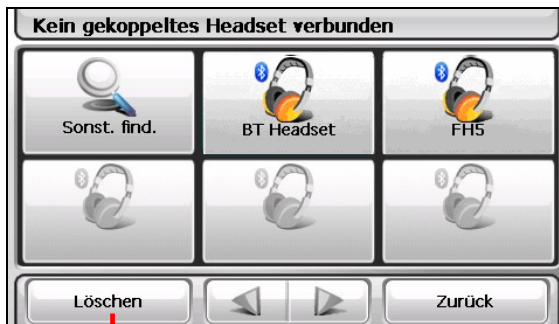 Kein gekoppeltes Headset verbunden
Sonst. find.
BT Headset
FH5
Löschen
Zurück